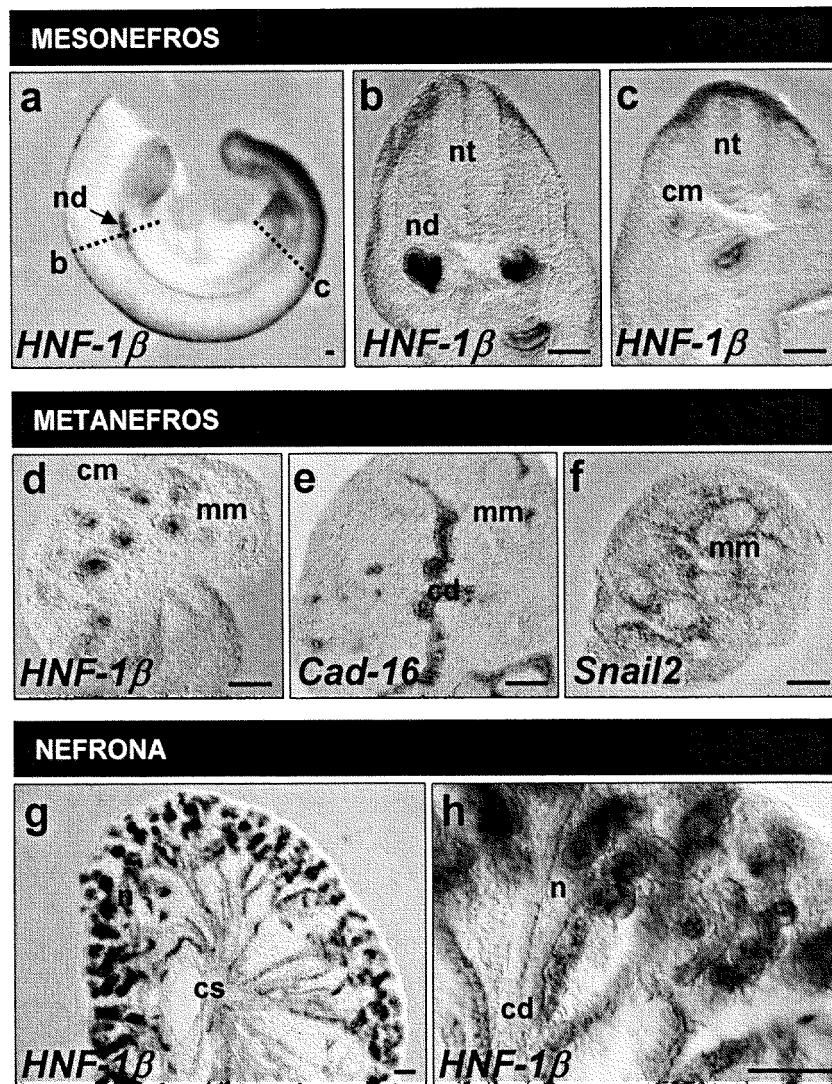 MESONEFROS
a
nd
b
c
HNF-1β
b
nt
nd
HNF-1β
c
nt
cm
HNF-1β
METANEFROS
d
cm
mm
HNF-1β
e
mm
cd
Cad-16
f
mm
Snail2
NEFRONA
g
n
cs
HNF-1β
h
n
cd
HNF-1β